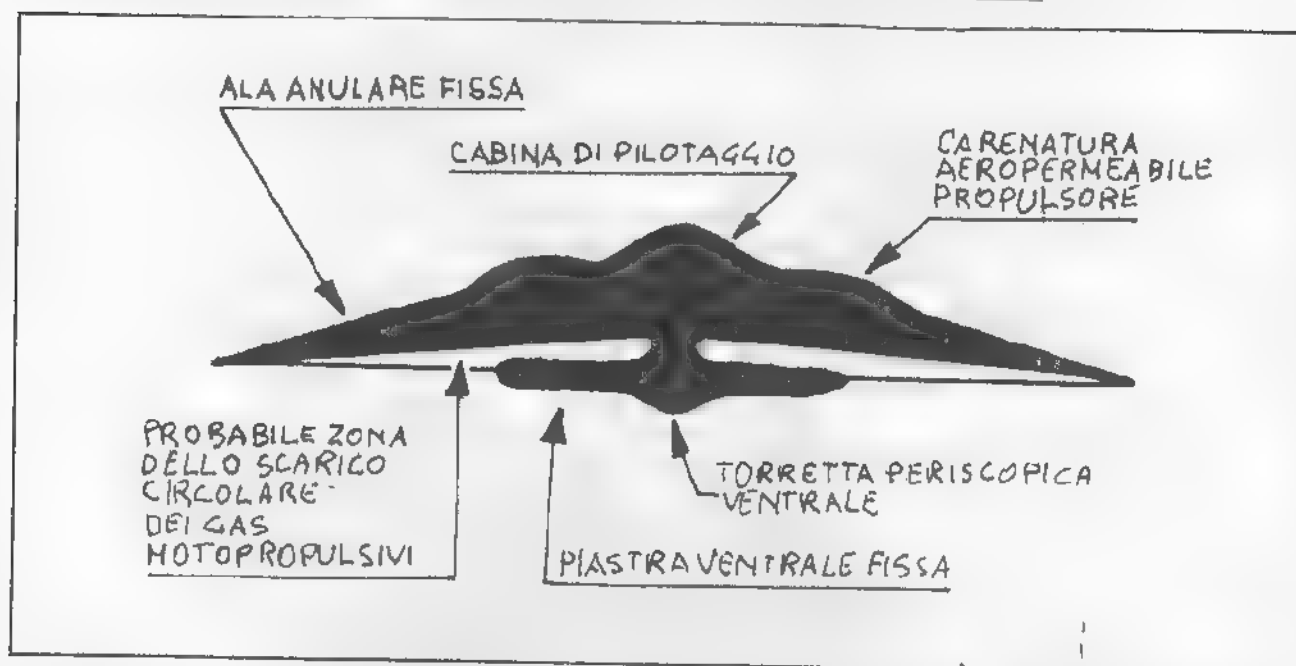 ALA ANULARE FISSA
CABINA DI PILOTAGGIO
CARENATURA
AEROPERMEABILE
PROPULSORE
PROBABILE ZONA
DELLO SCARICO
CIRCOLARE
DEI GAS
MOTOPROPULSIVI
TORRETTA PERISCOPICA
VENTRALE
PIASTRA VENTRALE FISSA